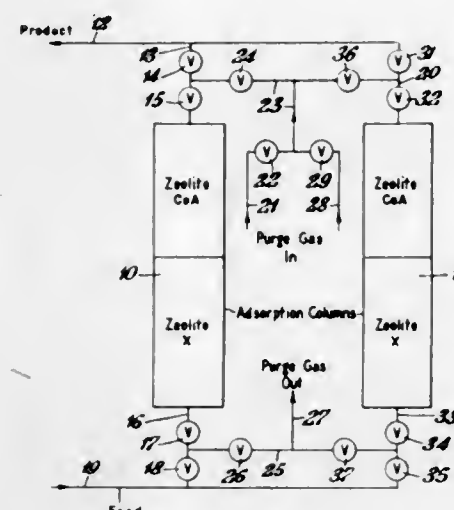 Product
12
13
24
36
31
14
30
15
23
32
22
29
Zeolite
CaA
21
28
Zeolite
CaA
Purge Gas
In
10
Adsorption Columns
Zeolite
X
Zeolite
X
Purge Gas
Out
16
27
33
17
34
18
26
25
37
35
19
Feed